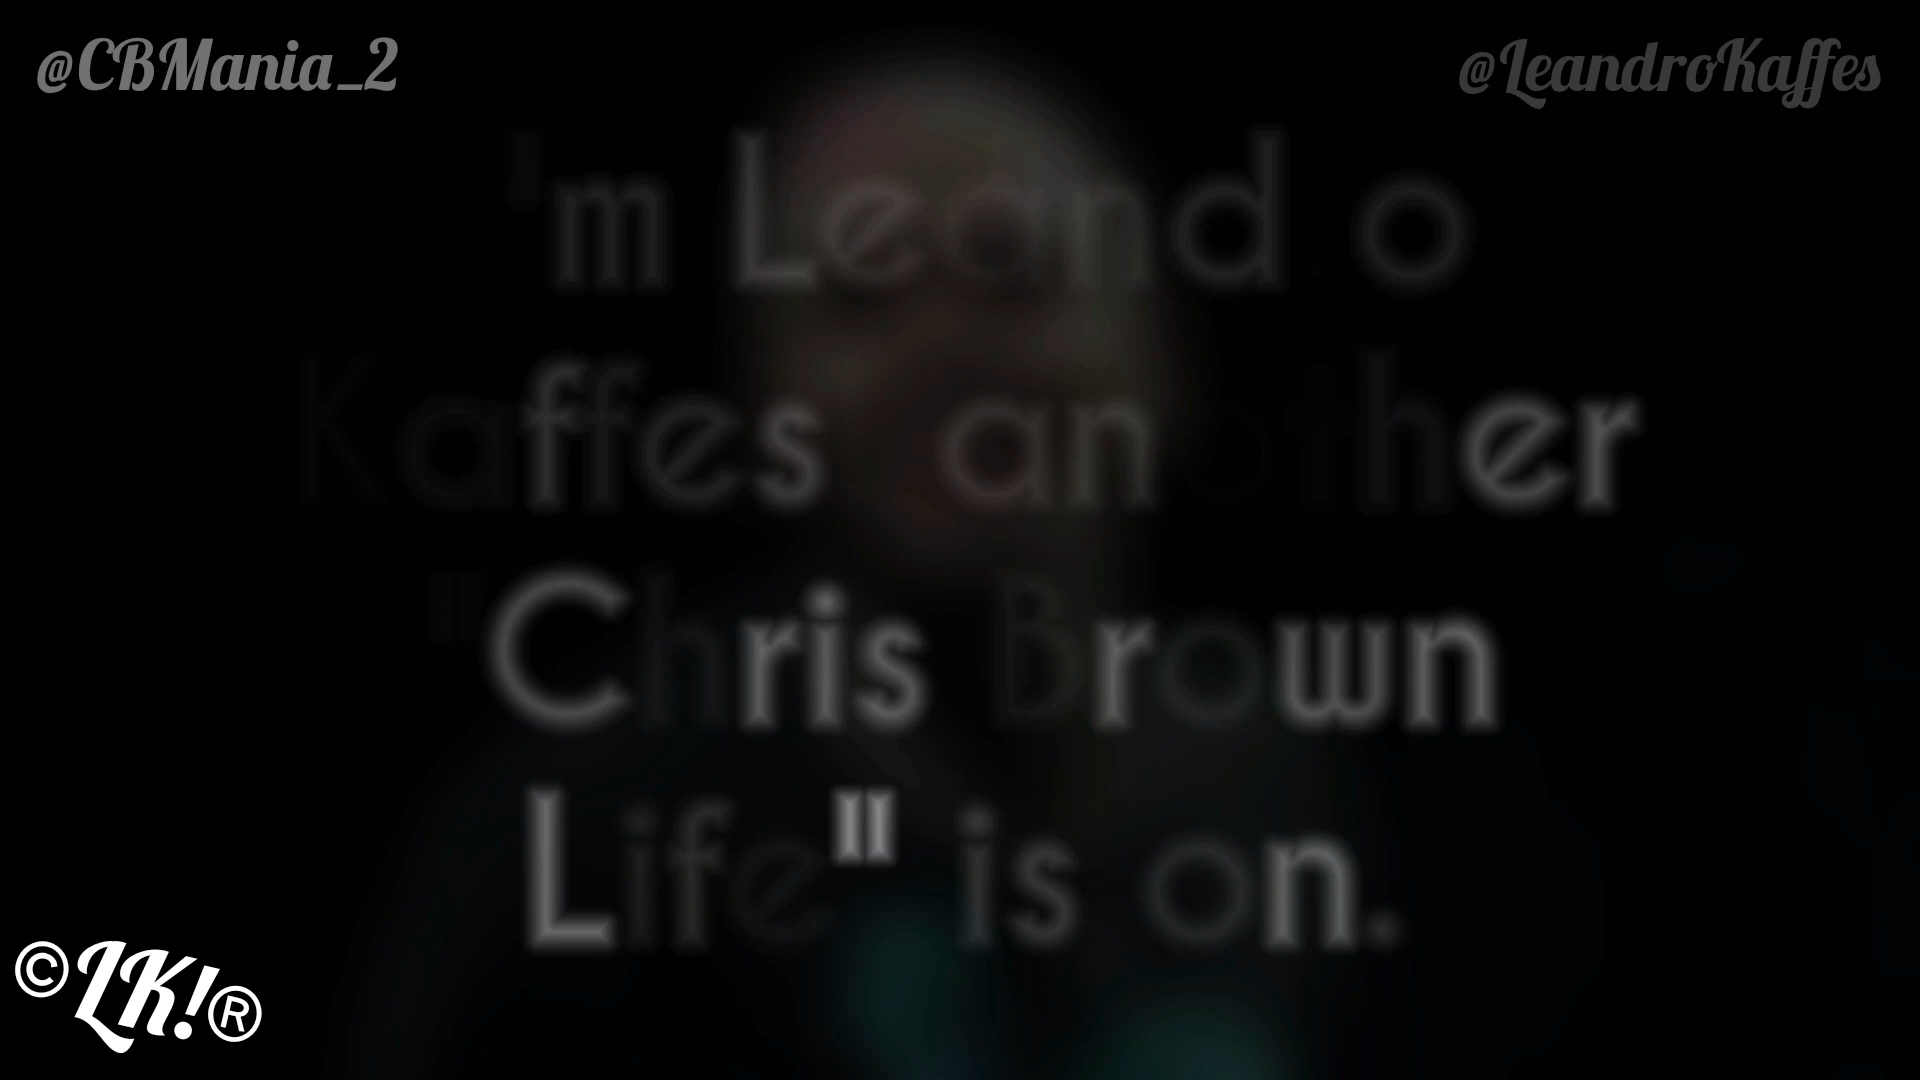 @CBMania_2
@LeandroKaffes
'm Leand o
Kaffes another
"Chris Brown
Life" is on.
©LK!®